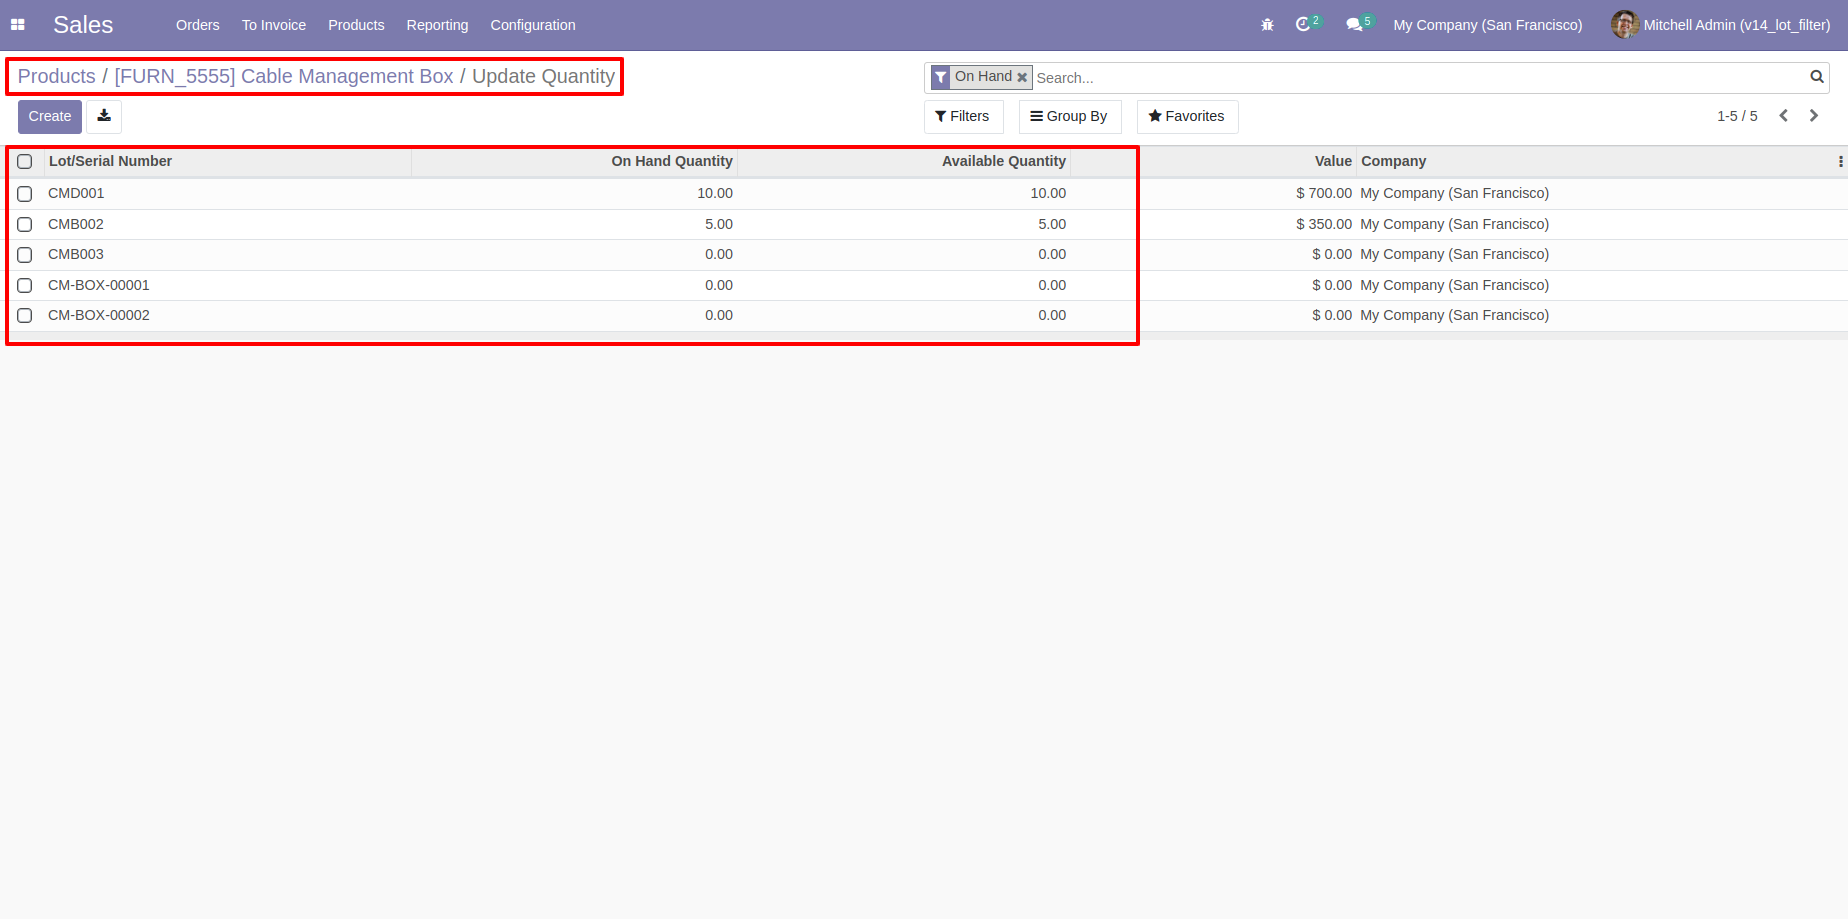 Sales Orders To Invoice Products Reporting Configuration 2 5 My Company (San Francisco) Mitchell Admin (v14_lot_filter)
Products / [FURN_5555] Cable Management Box / Update Quantity
On Hand Search...
Create Filters Group By Favorites 1-5 / 5
Lot/Serial Number On Hand Quantity Available Quantity Value Company
CMD001 10.00 10.00 $ 700.00 My Company (San Francisco)
CMB002 5.00 5.00 $ 350.00 My Company (San Francisco)
CMB003 0.00 0.00 $ 0.00 My Company (San Francisco)
CM-BOX-00001 0.00 0.00 $ 0.00 My Company (San Francisco)
CM-BOX-00002 0.00 0.00 $ 0.00 My Company (San Francisco)